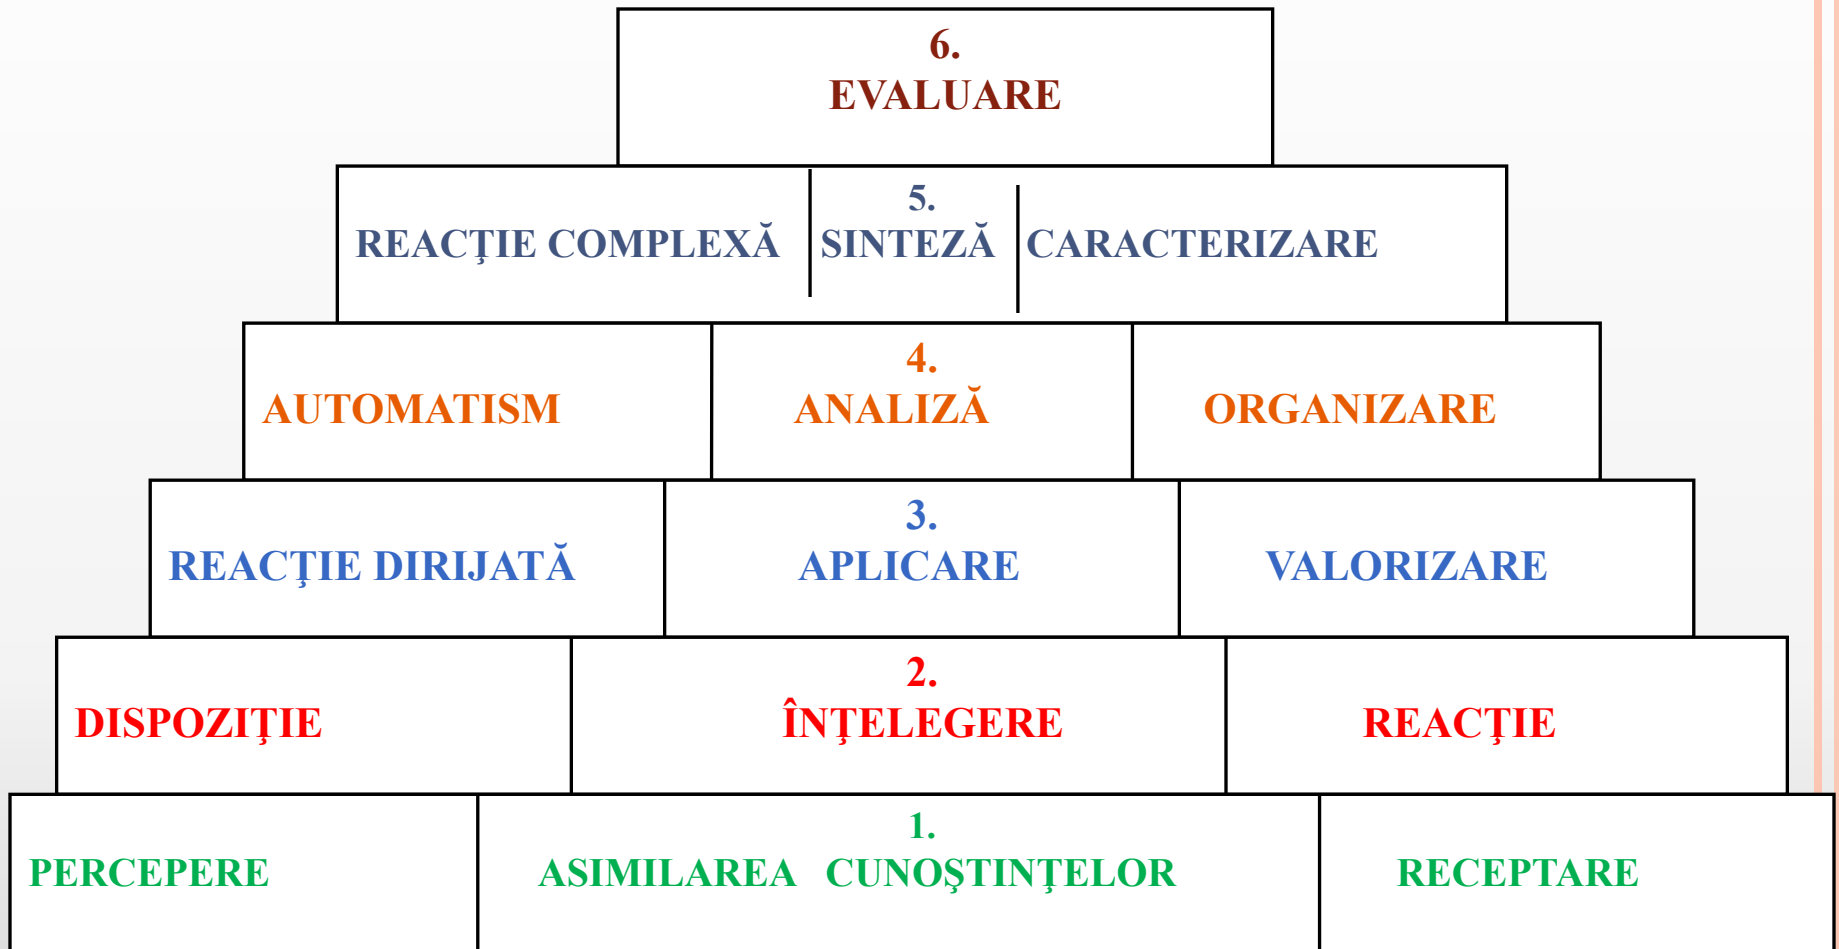 6.
EVALUARE
5.
REACŢIE COMPLEXĂ SINTEZĂ CARACTERIZARE
4.
AUTOMATISM ANALIZĂ ORGANIZARE
3.
REACŢIE DIRIJATĂ APLICARE VALORIZARE
2.
DISPOZIŢIE ÎNŢELEGERE REACŢIE
1.
PERCEPERE ASIMILAREA CUNOŞTINŢELOR RECEPTARE